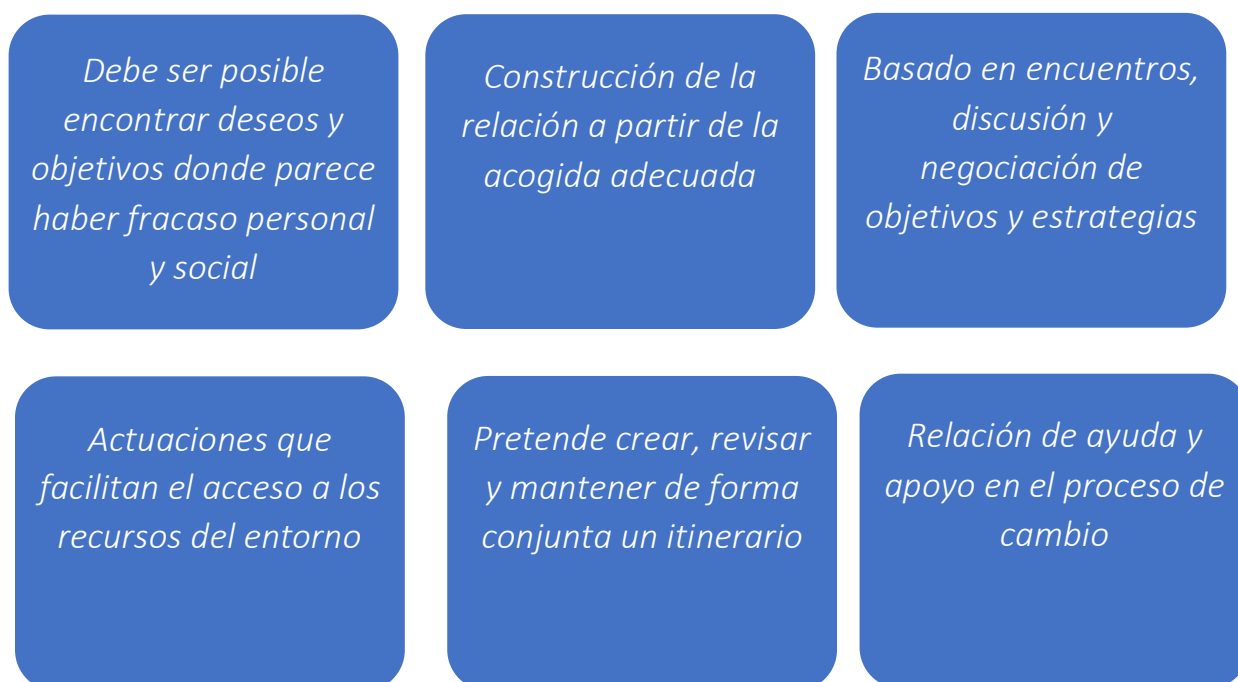 Debe ser posible
encontrar deseos y
objetivos donde parece
haber fracaso personal
y social
Construcción de la
relación a partir de la
acogida adecuada
Basado en encuentros,
discusión y
negociación de
objetivos y estrategias
Actuaciones que
facilitan el acceso a los
recursos del entorno
Pretende crear, revisar
y mantener de forma
conjunta un itinerario
Relación de ayuda y
apoyo en el proceso de
cambio